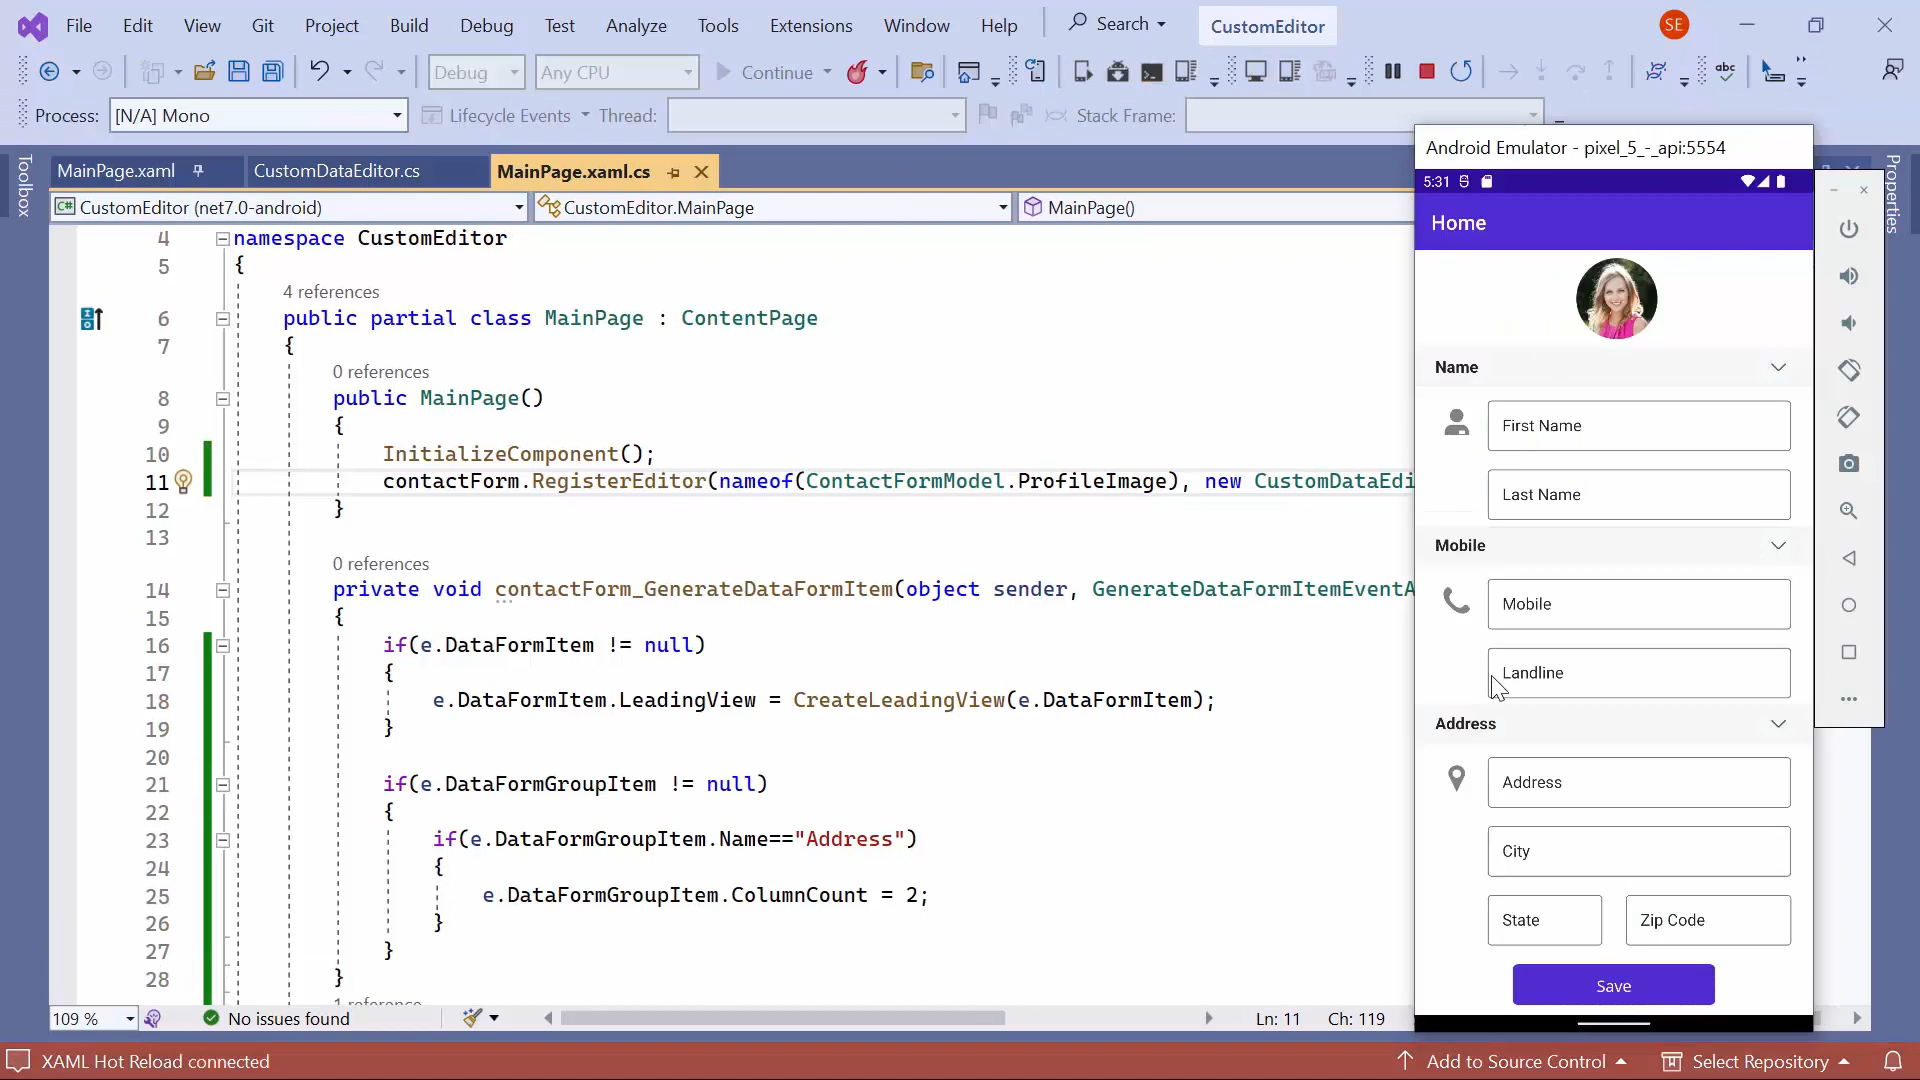 File Edit View Git Project Build Debug Test Analyze Tools Extensions Window Help Search CustomEditor SE
Debug Any CPU Continue abc
Process: [N/A] Mono Lifecycle Events Thread: Stack Frame:
Toolbox
MainPage.xaml CustomDataEditor.cs MainPage.xaml.cs
CustomEditor (net7.0-android) CustomEditor.MainPage MainPage()
4 namespace CustomEditor
5 {
4 references
6 public partial class MainPage : ContentPage
7 {
0 references
8 public MainPage()
9 {
10 InitializeComponent();
11 contactForm.RegisterEditor(nameof(ContactFormModel.ProfileImage), new CustomDataEdi
12 }
13
0 references
14 private void contactForm_GenerateDataFormItem(object sender, GenerateDataFormItemEventA
15 {
16 if(e.DataFormItem != null)
17 {
18 e.DataFormItem.LeadingView = CreateLeadingView(e.DataFormItem);
19 }
20
21 if(e.DataFormGroupItem != null)
22 {
23 if(e.DataFormGroupItem.Name=="Address")
24 {
25 e.DataFormGroupItem.ColumnCount = 2;
26 }
27 }
28 }
1 reference
109 % No issues found Ln: 11 Ch: 119
XAML Hot Reload connected Add to Source Control Select Repository
Android Emulator - pixel_5_-_api:5554
5:31
Home
Name
First Name
Last Name
Mobile
Mobile
Landline
Address
Address
City
State Zip Code
Save
Properties